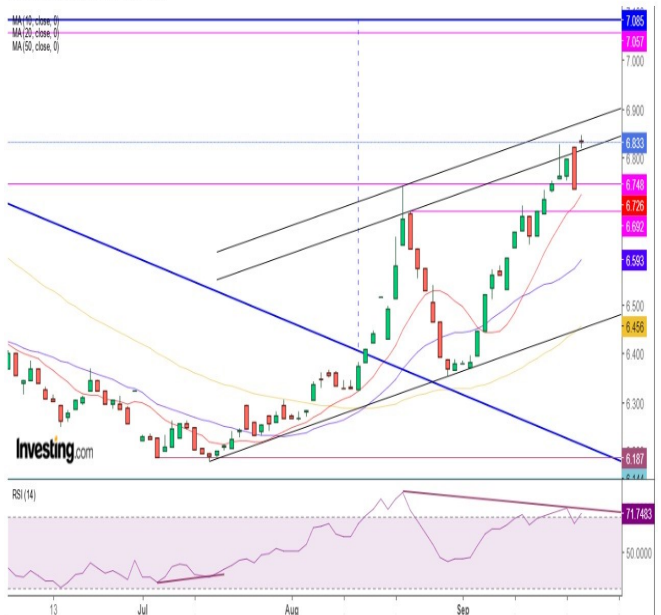 MA (10, close, 0)
MA (20, close, 0)
MA (50, close, 0)
7.085
7.057
7.000
6.900
6.833
6.800
6.748
6.726
6.692
6.593
6.500
6.456
6.400
6.300
6.187
Investing.com
RSI (14)
71.7483
50.0000
13
Jul
Aug
Sep